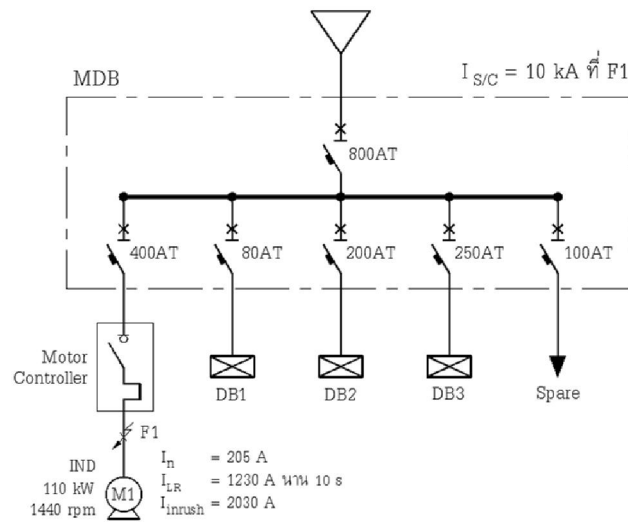 MDB
I S/C = 10 kA ที่ F1
800AT
400AT
80AT
200AT
250AT
100AT
Motor
Controller
DB1
DB2
DB3
Spare
F1
IND
110 kW
1440 rpm
M1
In = 205 A
ILR = 1230 A นาน 10 s
Iinrush = 2030 A